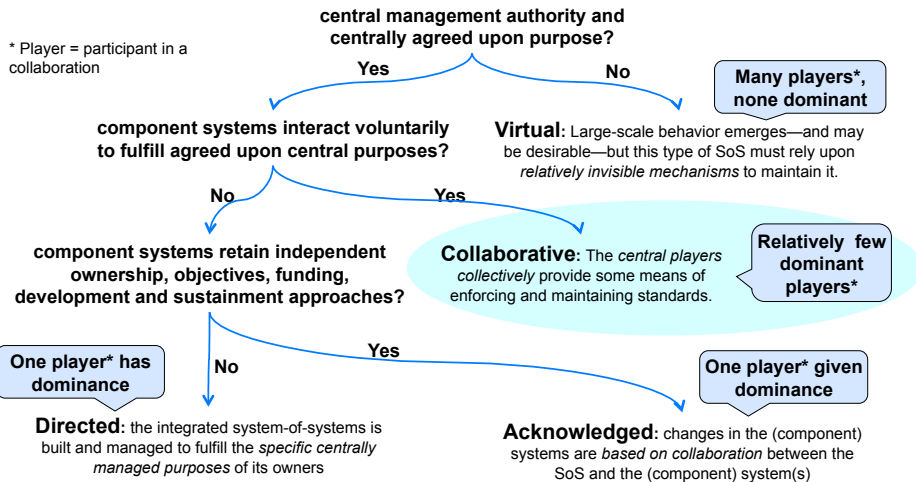 central management authority and
centrally agreed upon purpose?
* Player = participant in a
collaboration
Yes
No
Many players*,
none dominant
component systems interact voluntarily
to fulfill agreed upon central purposes?
Virtual: Large-scale behavior emerges—and may
be desirable—but this type of SoS must rely upon
relatively invisible mechanisms to maintain it.
No
Yes
component systems retain independent
ownership, objectives, funding,
development and sustainment approaches?
Collaborative: The central players
collectively provide some means of
enforcing and maintaining standards.
Relatively few
dominant
players*
One player* has
dominance
No
Yes
One player* given
dominance
Directed: the integrated system-of-systems is
built and managed to fulfill the specific centrally
managed purposes of its owners
Acknowledged: changes in the (component)
systems are based on collaboration between the
SoS and the (component) system(s)